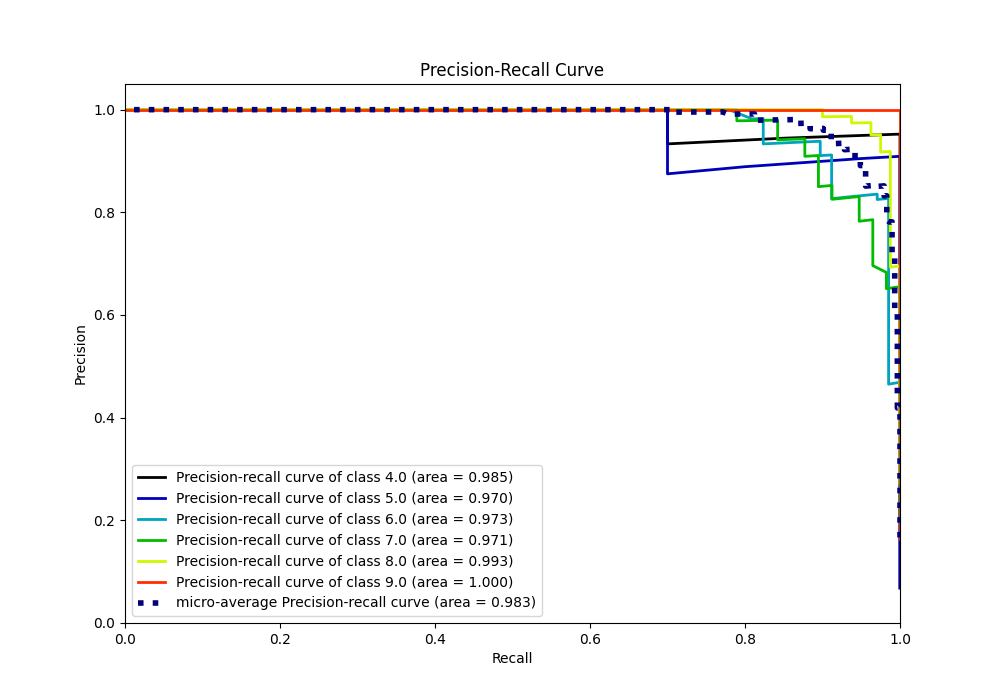 Precision-Recall Curve
Precision
1.0
0.8
0.6
0.4
0.2
0.0
Precision-recall curve of class 4.0 (area = 0.985)
Precision-recall curve of class 5.0 (area = 0.970)
Precision-recall curve of class 6.0 (area = 0.973)
Precision-recall curve of class 7.0 (area = 0.971)
Precision-recall curve of class 8.0 (area = 0.993)
Precision-recall curve of class 9.0 (area = 1.000)
micro-average Precision-recall curve (area = 0.983)
0.0 0.2 0.4 0.6 0.8 1.0
Recall